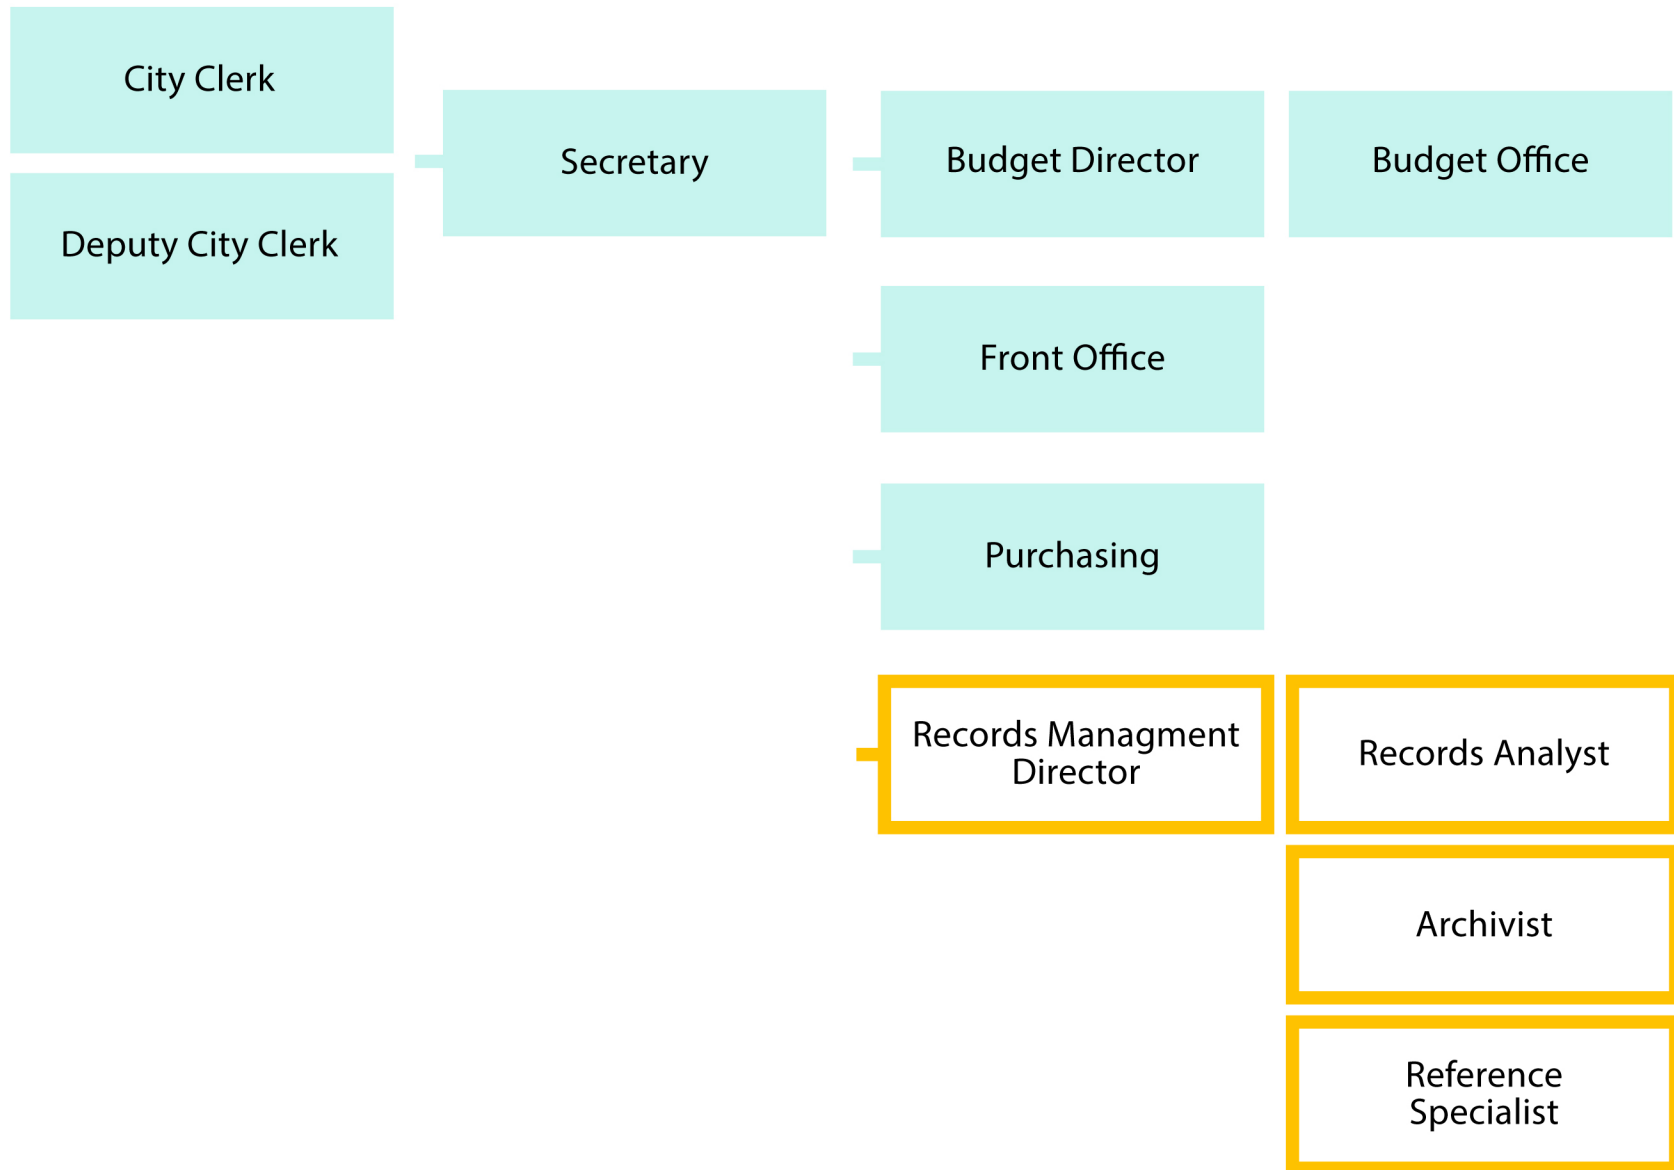 City Clerk
Deputy City Clerk
Secretary
Budget Director
Budget Office
Front Office
Purchasing
Records Managment
Director
Records Analyst
Archivist
Reference
Specialist